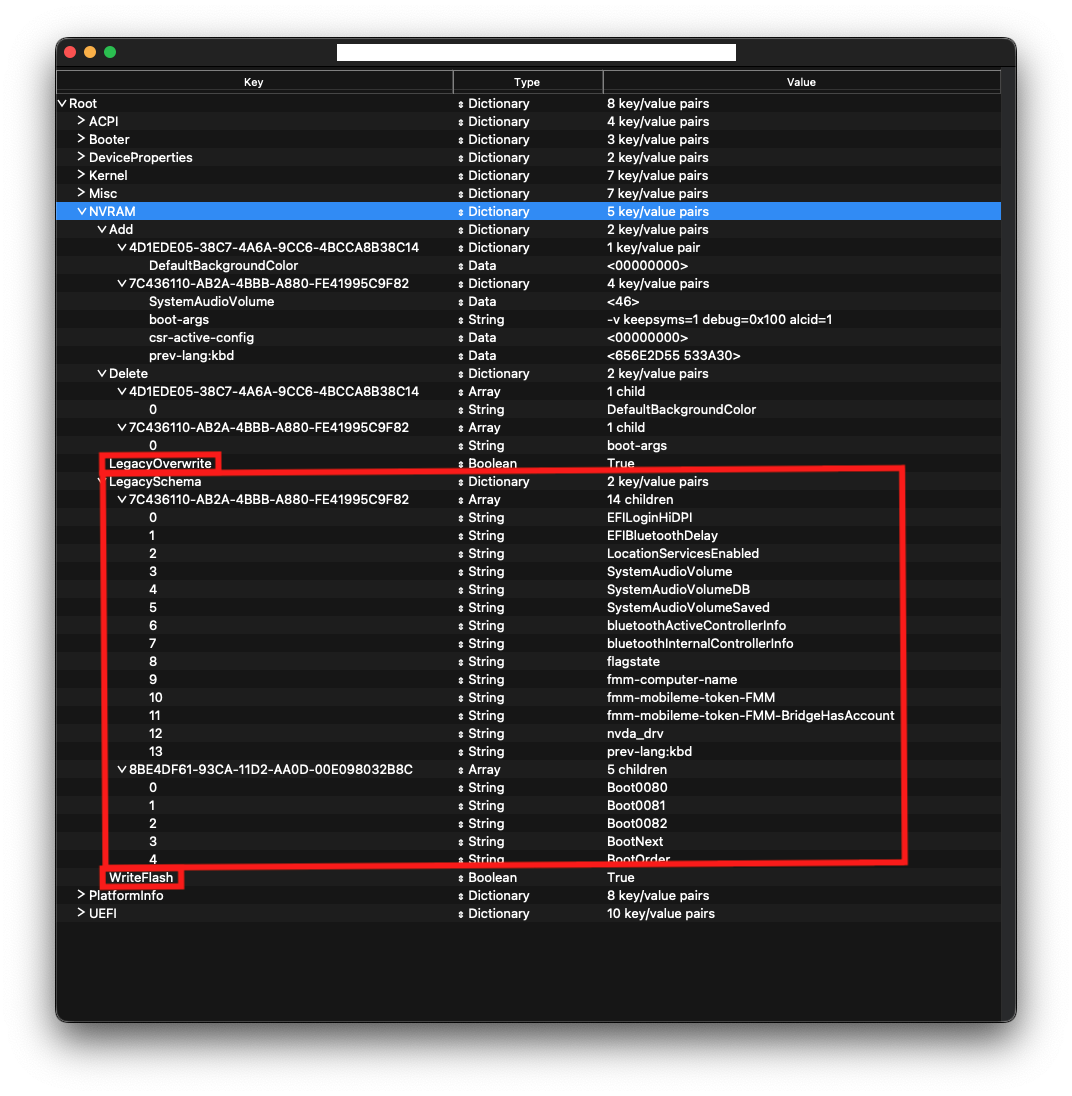 Key Type Value
Root Dictionary 8 key/value pairs
ACPI Dictionary 4 key/value pairs
Booter Dictionary 3 key/value pairs
DeviceProperties Dictionary 2 key/value pairs
Kernel Dictionary 7 key/value pairs
Misc Dictionary 7 key/value pairs
NVRAM Dictionary 5 key/value pairs
Add Dictionary 2 key/value pairs
4D1EDE05-38C7-4A6A-9CC6-4BCCA8B38C14 Dictionary 1 key/value pair
DefaultBackgroundColor Data <00000000>
7C436110-AB2A-4BBB-A880-FE41995C9F82 Dictionary 4 key/value pairs
SystemAudioVolume Data <46>
boot-args String -v keepsyms=1 debug=0x100 alcid=1
csr-active-config Data <00000000>
prev-lang:kbd Data <656E2D55 533A30>
Delete Dictionary 2 key/value pairs
4D1EDE05-38C7-4A6A-9CC6-4BCCA8B38C14 Array 1 child
0 String DefaultBackgroundColor
7C436110-AB2A-4BBB-A880-FE41995C9F82 Array 1 child
0 String boot-args
LegacyOverwrite Boolean True
LegacySchema Dictionary 2 key/value pairs
7C436110-AB2A-4BBB-A880-FE41995C9F82 Array 14 children
0 String EFILoginHiDPI
1 String EFIBluetoothDelay
2 String LocationServicesEnabled
3 String SystemAudioVolume
4 String SystemAudioVolumeDB
5 String SystemAudioVolumeSaved
6 String bluetoothActiveControllerInfo
7 String bluetoothInternalControllerInfo
8 String flagstate
9 String fmm-computer-name
10 String fmm-mobileme-token-FMM
11 String fmm-mobileme-token-FMM-BridgeHasAccount
12 String nvda_drv
13 String prev-lang:kbd
8BE4DF61-93CA-11D2-AA0D-00E098032B8C Array 5 children
0 String Boot0080
1 String Boot0081
2 String Boot0082
3 String BootNext
4 String BootOrder
WriteFlash Boolean True
PlatformInfo Dictionary 8 key/value pairs
UEFI Dictionary 10 key/value pairs